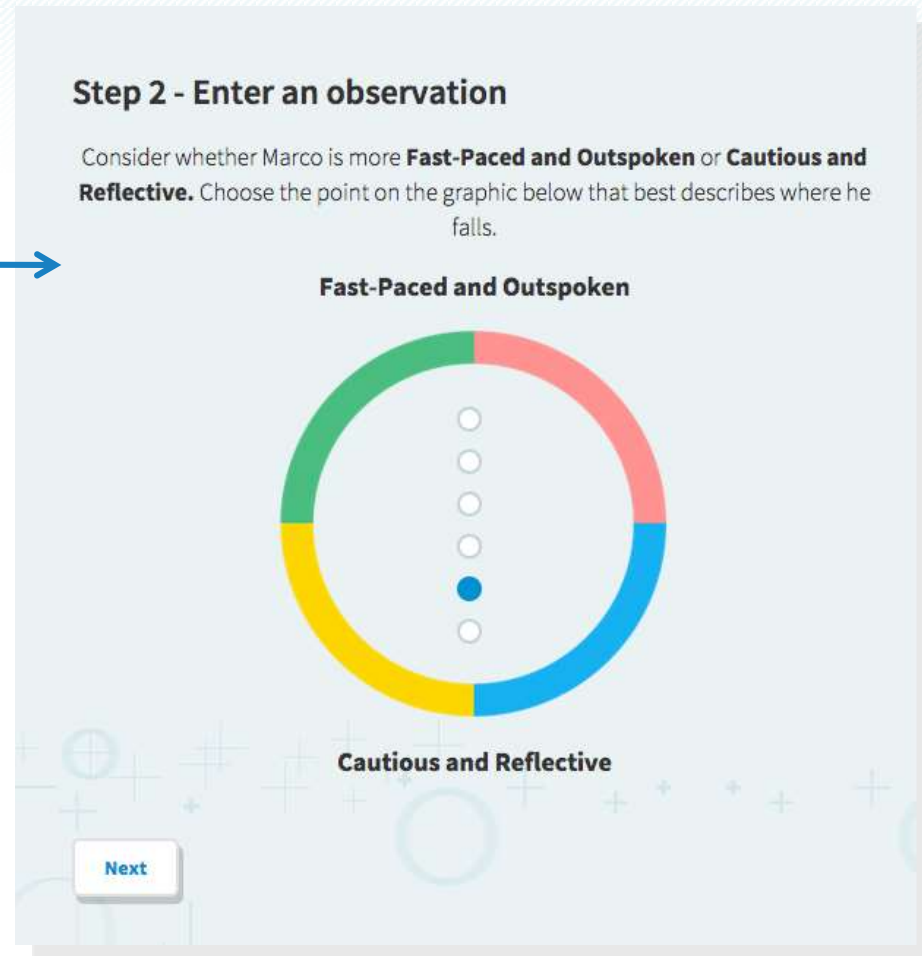 Step 2 - Enter an observation
Consider whether Marco is more Fast-Paced and Outspoken or Cautious and
Reflective. Choose the point on the graphic below that best describes where he
falls.
Fast-Paced and Outspoken
Cautious and Reflective
Next